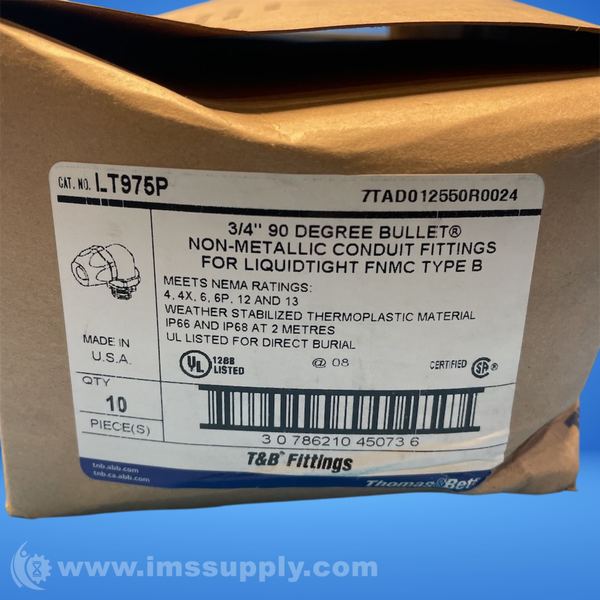 CAT. NO. LT975P
7TAD012550R0024
3/4" 90 DEGREE BULLET®
NON-METALLIC CONDUIT FITTINGS
FOR LIQUIDTIGHT FNMC TYPE B
MEETS NEMA RATINGS:
4, 4X, 6, 6P, 12 AND 13
WEATHER STABILIZED THERMOPLASTIC MATERIAL
IP66 AND IP68 AT 2 METRES
UL LISTED FOR DIRECT BURIAL
MADE IN
U.S.A.
UL 12BB
LISTED
@ 08
CERTIFIED SA®
QTY
10
PIECE(S)
3 0 786210 45073 6
T&B® Fittings
tnb.abb.com
tnb.ca.abb.com
Thomas&Bett
www.imssupply.com